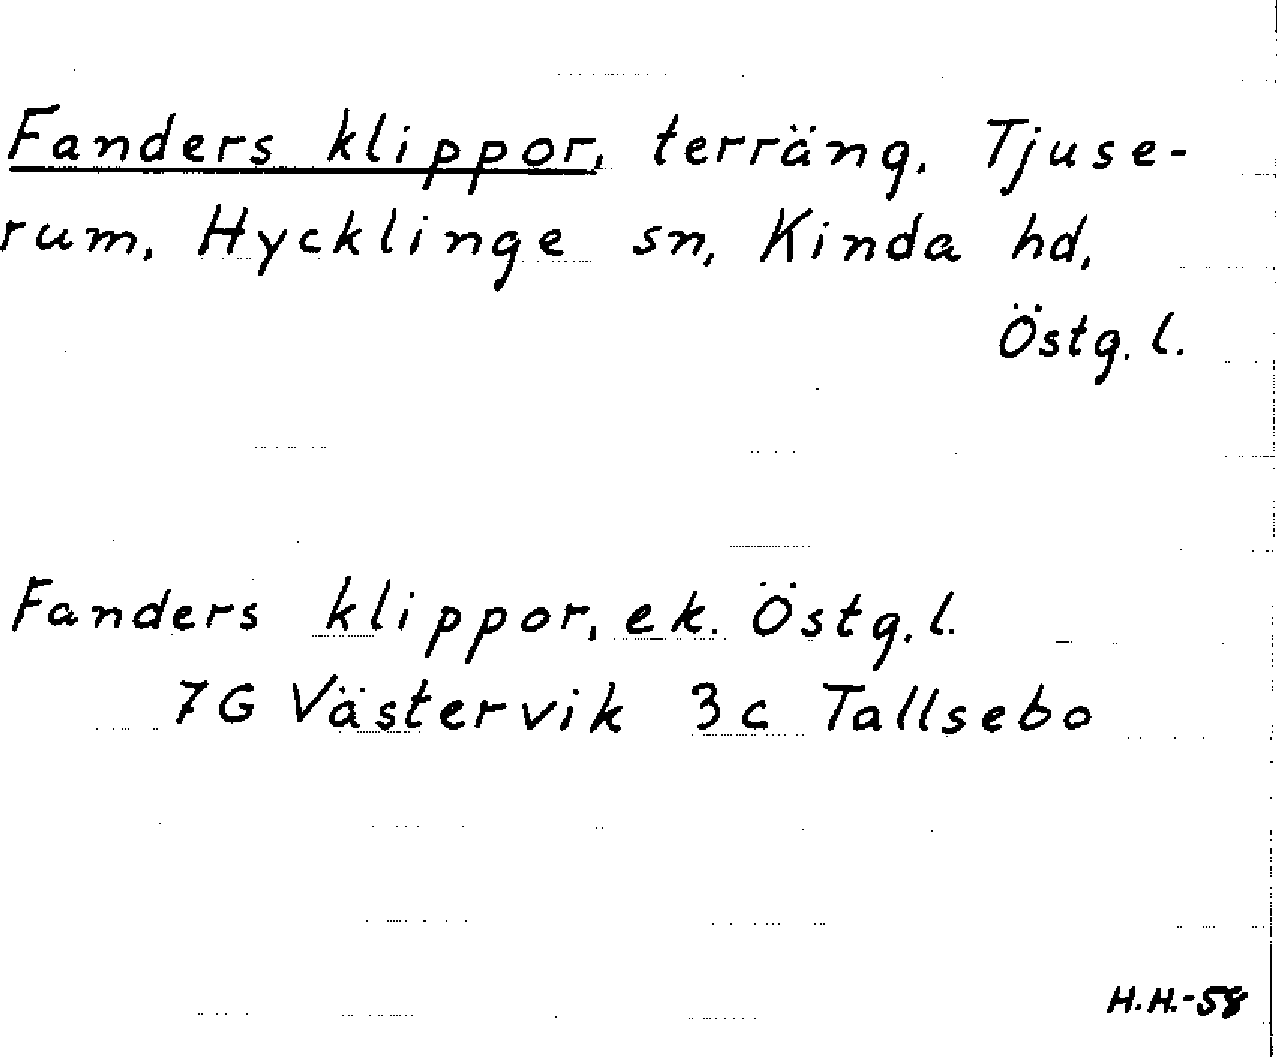 Fanders klippor, terräng. Tjuse-
rum, Hycklinge sn, Kinda hd,
Östg. l.
Fanders klippor, ek. Östg. l.
7G Västervik 3c Tallsebo
H.H.-58